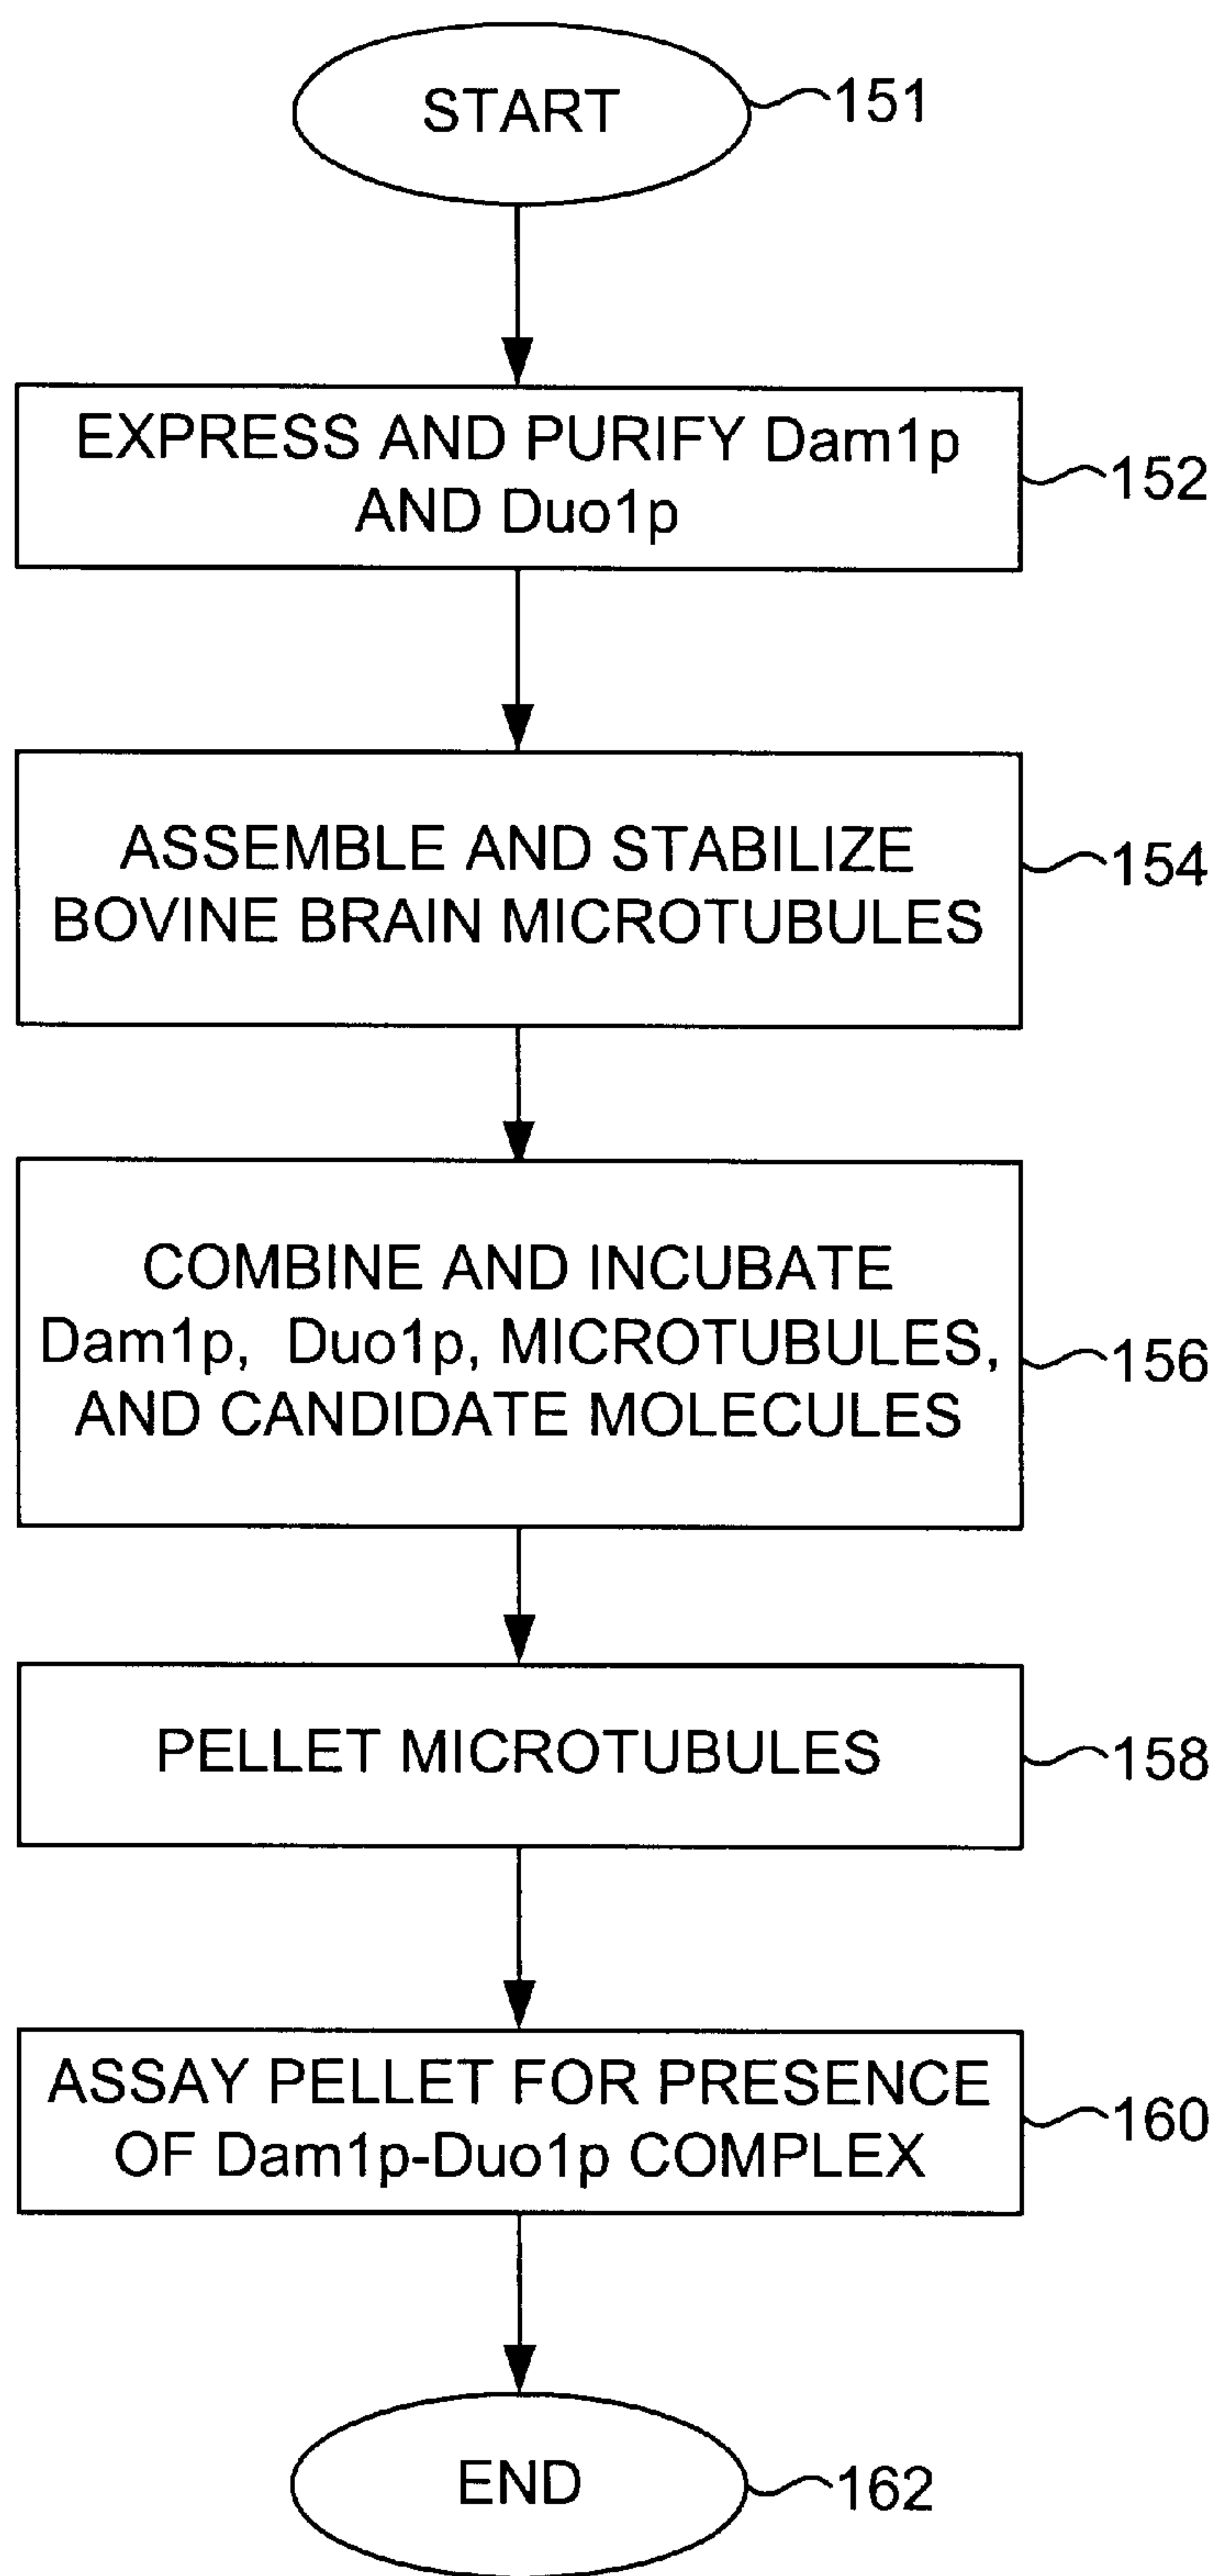 START
151
EXPRESS AND PURIFY Dam1p
AND Duo1p
152
ASSEMBLE AND STABILIZE
BOVINE BRAIN MICROTUBULES
154
COMBINE AND INCUBATE
Dam1p, Duo1p, MICROTUBULES,
AND CANDIDATE MOLECULES
156
PELLET MICROTUBULES
158
ASSAY PELLET FOR PRESENCE
OF Dam1p-Duo1p COMPLEX
160
END
162